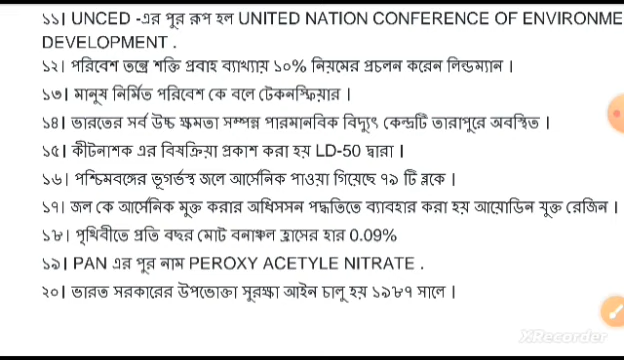 ১১। UNCED -এর পুর রূপ হল UNITED NATION CONFERENCE OF ENVIRONME
DEVELOPMENT .
১২। পরিবেশ তন্ত্রে শক্তি প্রবাহ ব্যাখ্যায় ১০% নিয়মের প্রচলন করেন লিন্ডম্যান ।
১৩। মানুষ নির্মিত পরিবেশ কে বলে টেকনস্ফিয়ার ।
১৪। ভারতের সর্ব উচ্চ ক্ষমতা সম্পন্ন পারমানবিক বিদ্যুৎ কেন্দ্রটি তারাপুরে অবস্থিত ।
১৫। কীটনাশক এর বিষক্রিয়া প্রকাশ করা হয় LD-50 দ্বারা ।
১৬। পশ্চিমবঙ্গের ভূগর্ভস্থ জলে আর্সেনিক পাওয়া গিয়েছে ৭৯ টি ব্লকে ।
১৭। জল কে আর্সেনিক মুক্ত করার অধিসসন পদ্ধতিতে ব্যাবহার করা হয় আয়োডিন যুক্ত রেজিন ।
১৮। পৃথিবীতে প্রতি বছর মোট বনাঞ্চল হ্রাসের হার 0.09%
১৯। PAN এর পুর নাম PEROXY ACETYLE NITRATE .
২০। ভারত সরকারের উপভোক্তা সুরক্ষা আইন চালু হয় ১৯৮৭ সালে ।
XRecorder